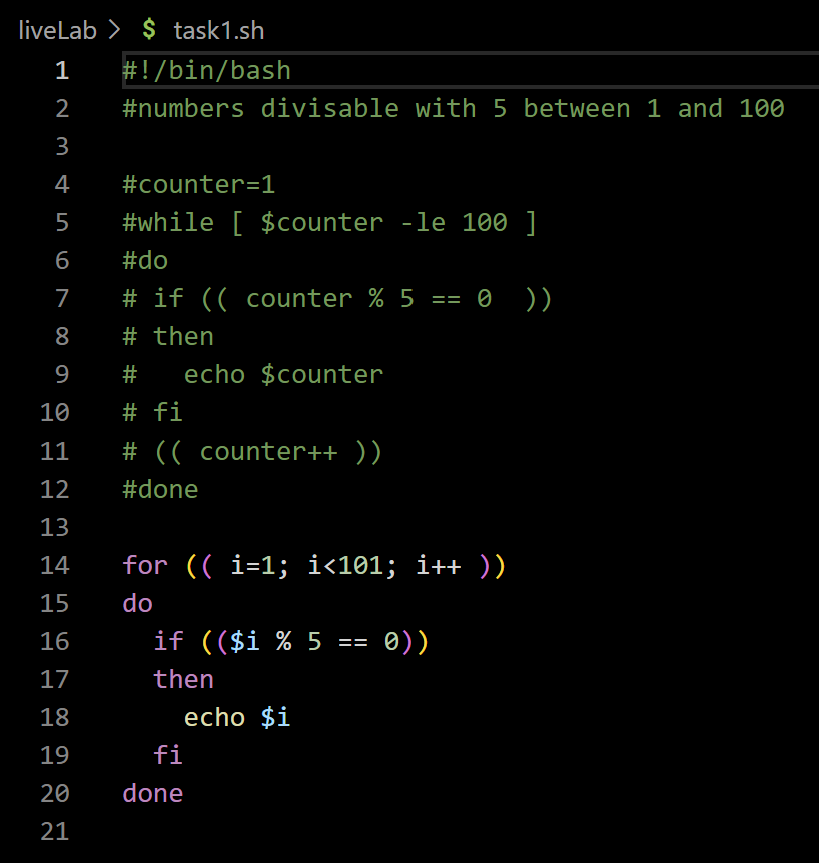 liveLab > $ task1.sh
1 #!/bin/bash
2 #numbers divisable with 5 between 1 and 100
3
4 #counter=1
5 #while [ $counter -le 100 ]
6 #do
7 # if (( counter % 5 == 0  ))
8 # then
9 #   echo $counter
10 # fi
11 # (( counter++ ))
12 #done
13
14 for (( i=1; i<101; i++ ))
15 do
16   if (($i % 5 == 0))
17   then
18     echo $i
19   fi
20 done
21